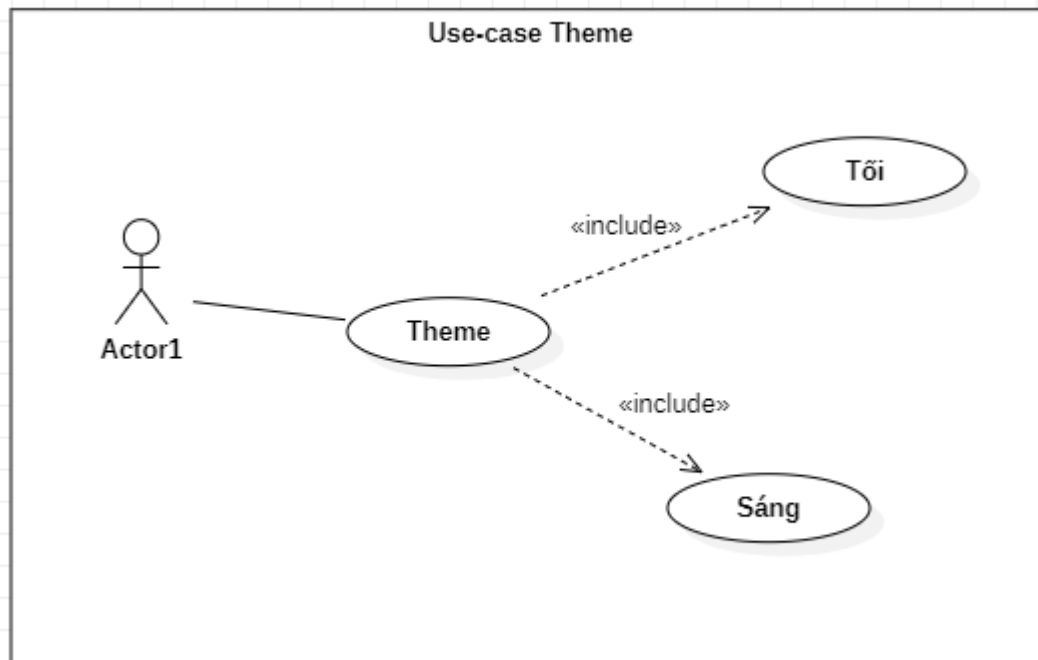 Use-case Theme
Tối
«include»
Actor1
Theme
«include»
Sáng